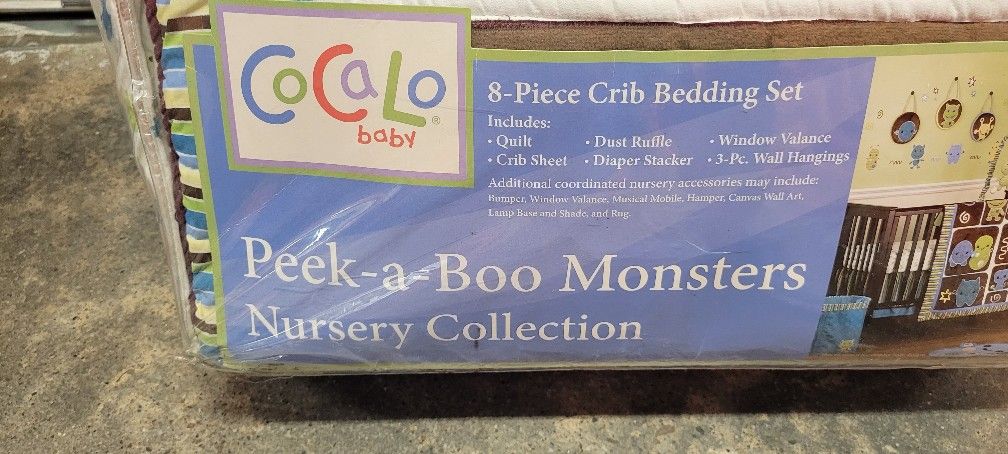 CoCaLo®
baby
8-Piece Crib Bedding Set
Includes:
• Quilt • Dust Ruffle • Window Valance
• Crib Sheet • Diaper Stacker • 3-Pc. Wall Hangings
Additional coordinated nursery accessories may include:
Bumper, Window Valance, Musical Mobile, Hamper, Canvas Wall Art,
Lamp Base and Shade, and Rug.
Peek-a-Boo Monsters
Nursery Collection